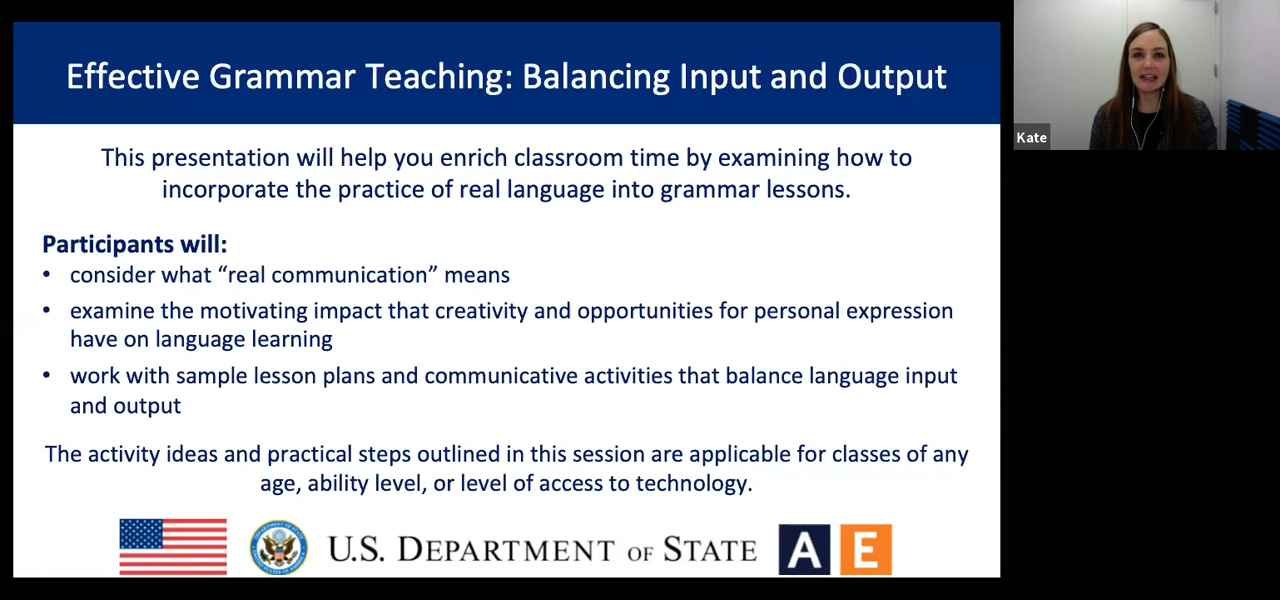 Effective Grammar Teaching: Balancing Input and Output
This presentation will help you enrich classroom time by examining how to
incorporate the practice of real language into grammar lessons.
Participants will:
• consider what “real communication” means
• examine the motivating impact that creativity and opportunities for personal expression
have on language learning
• work with sample lesson plans and communicative activities that balance language input
and output
The activity ideas and practical steps outlined in this session are applicable for classes of any
age, ability level, or level of access to technology.
U.S. DEPARTMENT OF STATE
A E
Kate